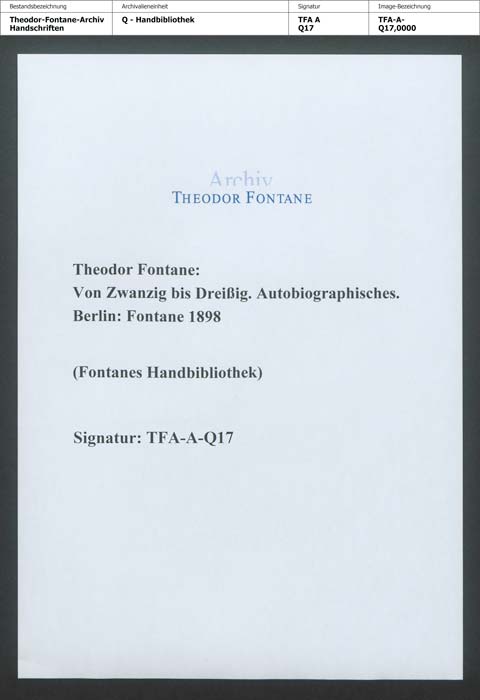 Bestandsbezeichnung
Archivalieneinheit
Signatur
Image-Bezeichnung
Theodor-Fontane-Archiv
Handschriften
Q - Handbibliothek
TFA A
Q17
TFA-A-
Q17,0000
Archiv
THEODOR FONTANE
Theodor Fontane:
Von Zwanzig bis Dreißig. Autobiographisches.
Berlin: Fontane 1898
(Fontanes Handbibliothek)
Signatur: TFA-A-Q17